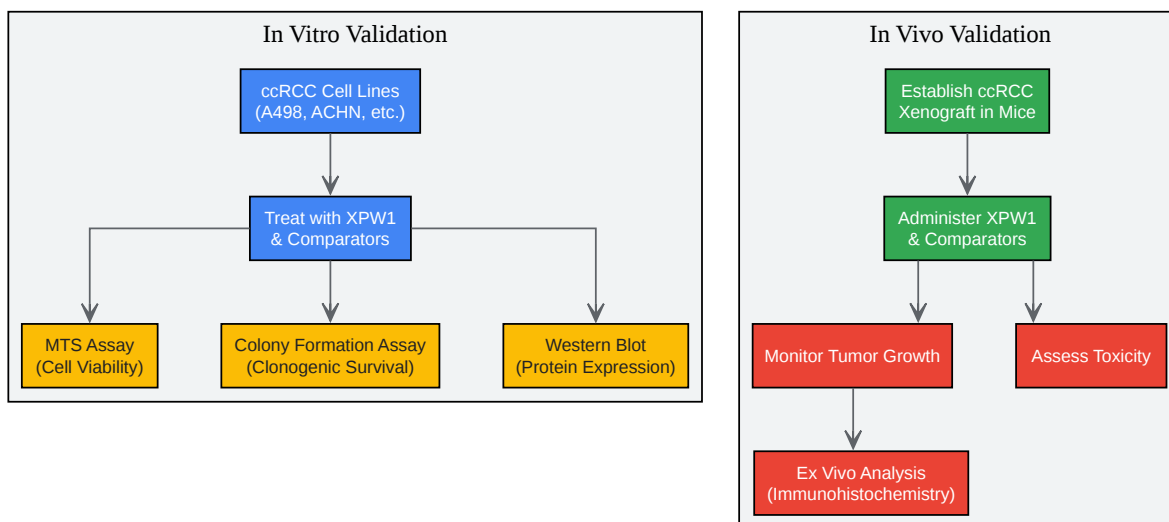 In Vitro Validation
ccRCC Cell Lines
(A498, ACHN, etc.)
Treat with XPW1
& Comparators
MTS Assay
(Cell Viability)
Colony Formation Assay
(Clonogenic Survival)
Western Blot
(Protein Expression)
In Vivo Validation
Establish ccRCC
Xenograft in Mice
Administer XPW1
& Comparators
Monitor Tumor Growth
Assess Toxicity
Ex Vivo Analysis
(Immunohistochemistry)